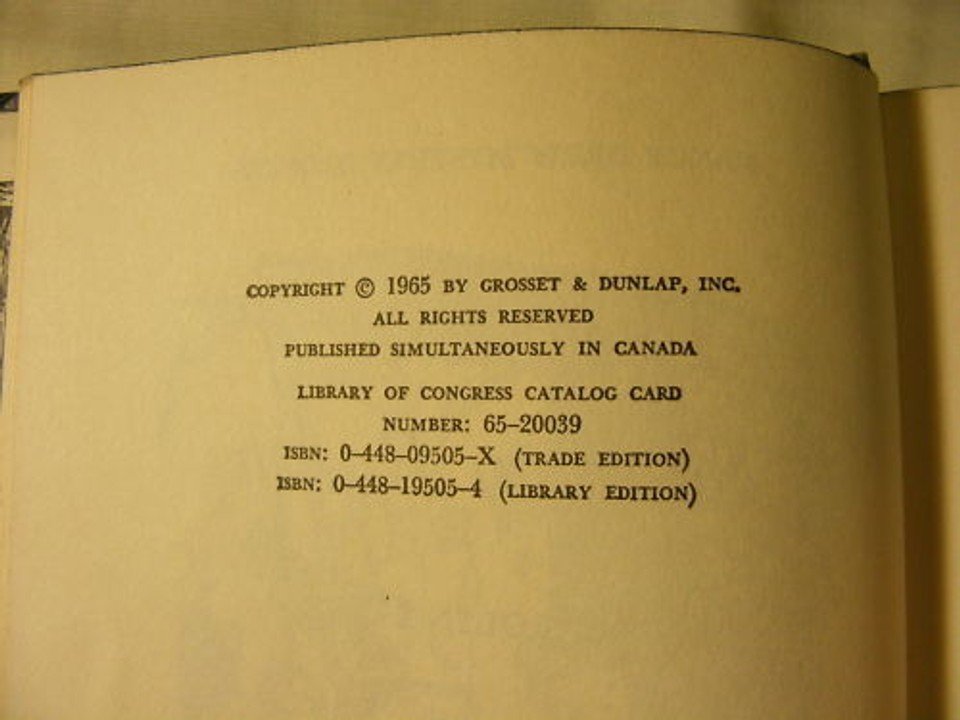 COPYRIGHT © 1965 BY GROSSET & DUNLAP, INC.
ALL RIGHTS RESERVED
PUBLISHED SIMULTANEOUSLY IN CANADA
LIBRARY OF CONGRESS CATALOG CARD
NUMBER: 65–20039
ISBN: 0–448–09505–X (TRADE EDITION)
ISBN: 0–448–19505–4 (LIBRARY EDITION)